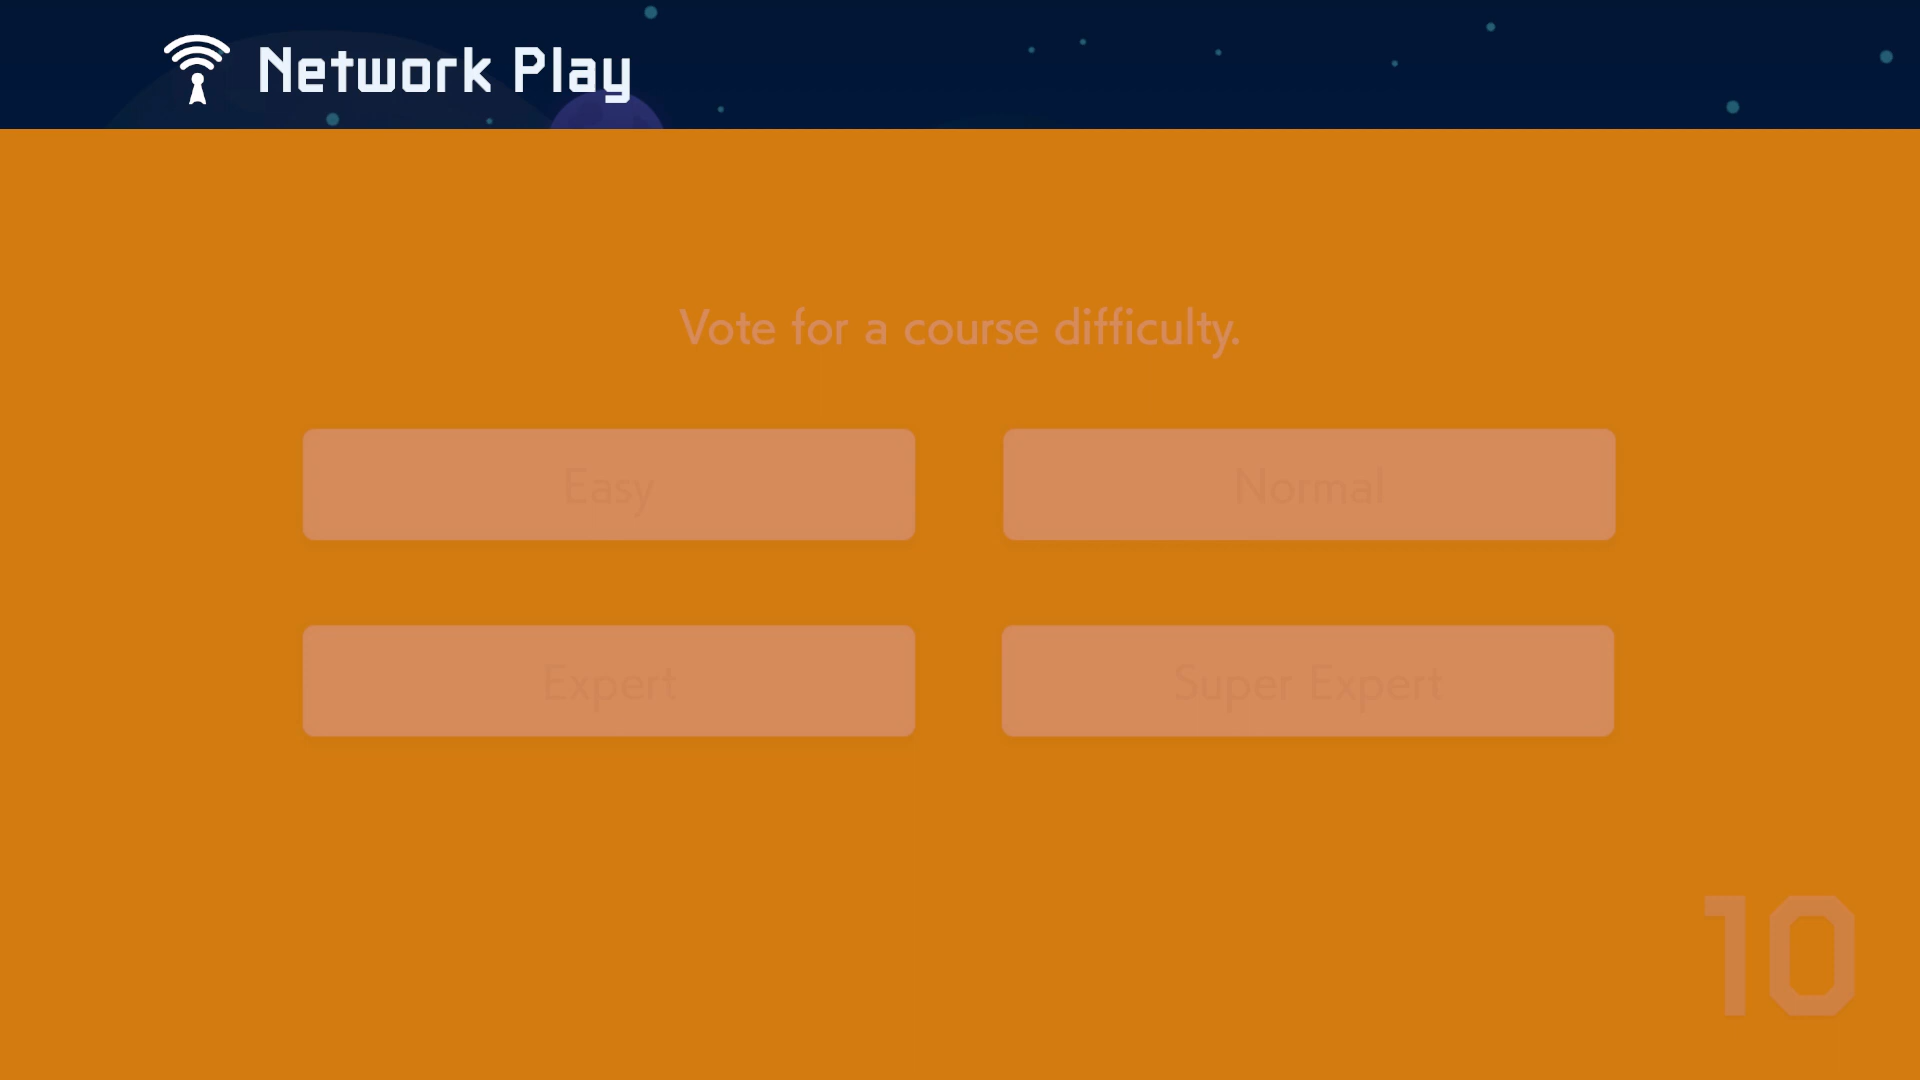 Network Play
Vote for a course difficulty.
Easy
Normal
Expert
Super Expert
10